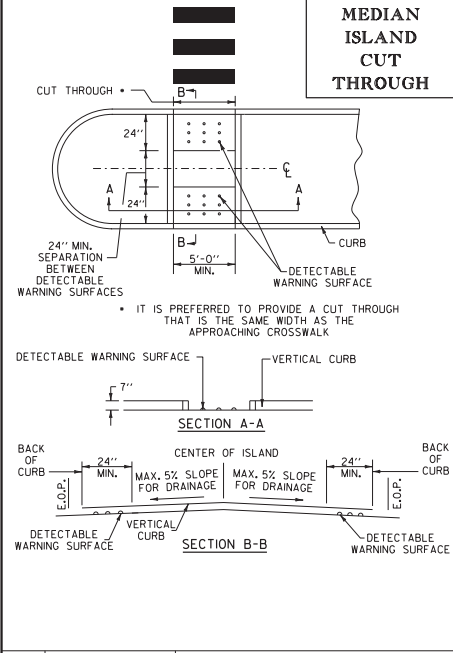 MEDIAN
ISLAND
CUT
THROUGH
CUT THROUGH *
B
24"
℄
A
A
24"
B
24" MIN.
SEPARATION
BETWEEN
DETECTABLE
WARNING SURFACES
5'-0"
MIN.
CURB
DETECTABLE
WARNING SURFACE
* IT IS PREFERRED TO PROVIDE A CUT THROUGH
THAT IS THE SAME WIDTH AS THE
APPROACHING CROSSWALK
DETECTABLE WARNING SURFACE
VERTICAL CURB
7"
SECTION A-A
BACK
OF
CURB
CENTER OF ISLAND
BACK
OF
CURB
24"
MIN.
MAX. 5% SLOPE
FOR DRAINAGE
MAX. 5% SLOPE
FOR DRAINAGE
24"
MIN.
E.O.P.
E.O.P.
DETECTABLE
WARNING SURFACE
VERTICAL
CURB
SECTION B-B
DETECTABLE
WARNING SURFACE